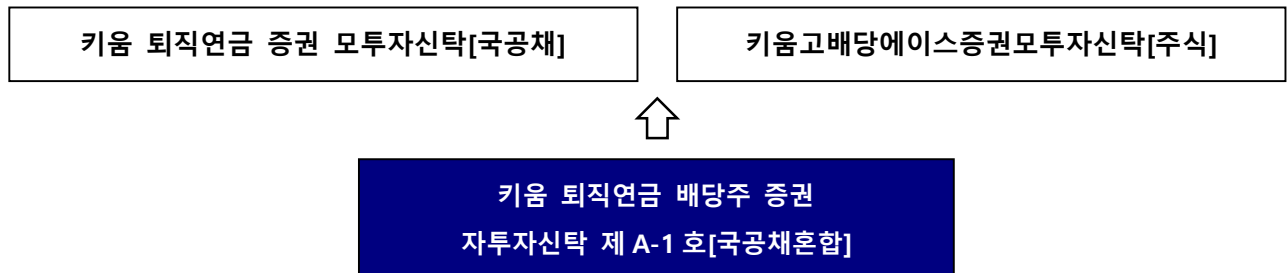 키움 퇴직연금 증권 모투자신탁[국공채]
키움고배당에이스증권모투자신탁[주식]
키움 퇴직연금 배당주 증권
자투자신탁 제 A-1 호[국공채혼합]